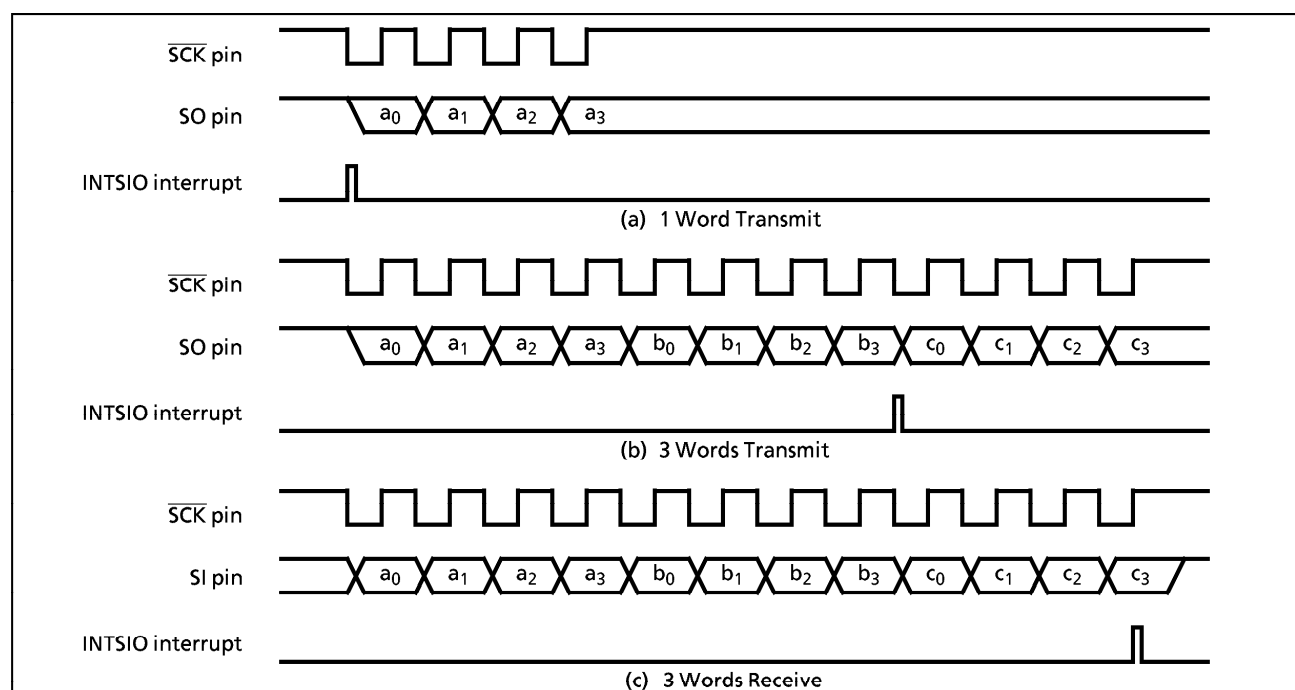 SCK pin
SO pin
a0 a1 a2 a3
INTSIO interrupt
(a) 1 Word Transmit
SCK pin
SO pin
a0 a1 a2 a3 b0 b1 b2 b3 c0 c1 c2 c3
INTSIO interrupt
(b) 3 Words Transmit
SCK pin
SI pin
a0 a1 a2 a3 b0 b1 b2 b3 c0 c1 c2 c3
INTSIO interrupt
(c) 3 Words Receive